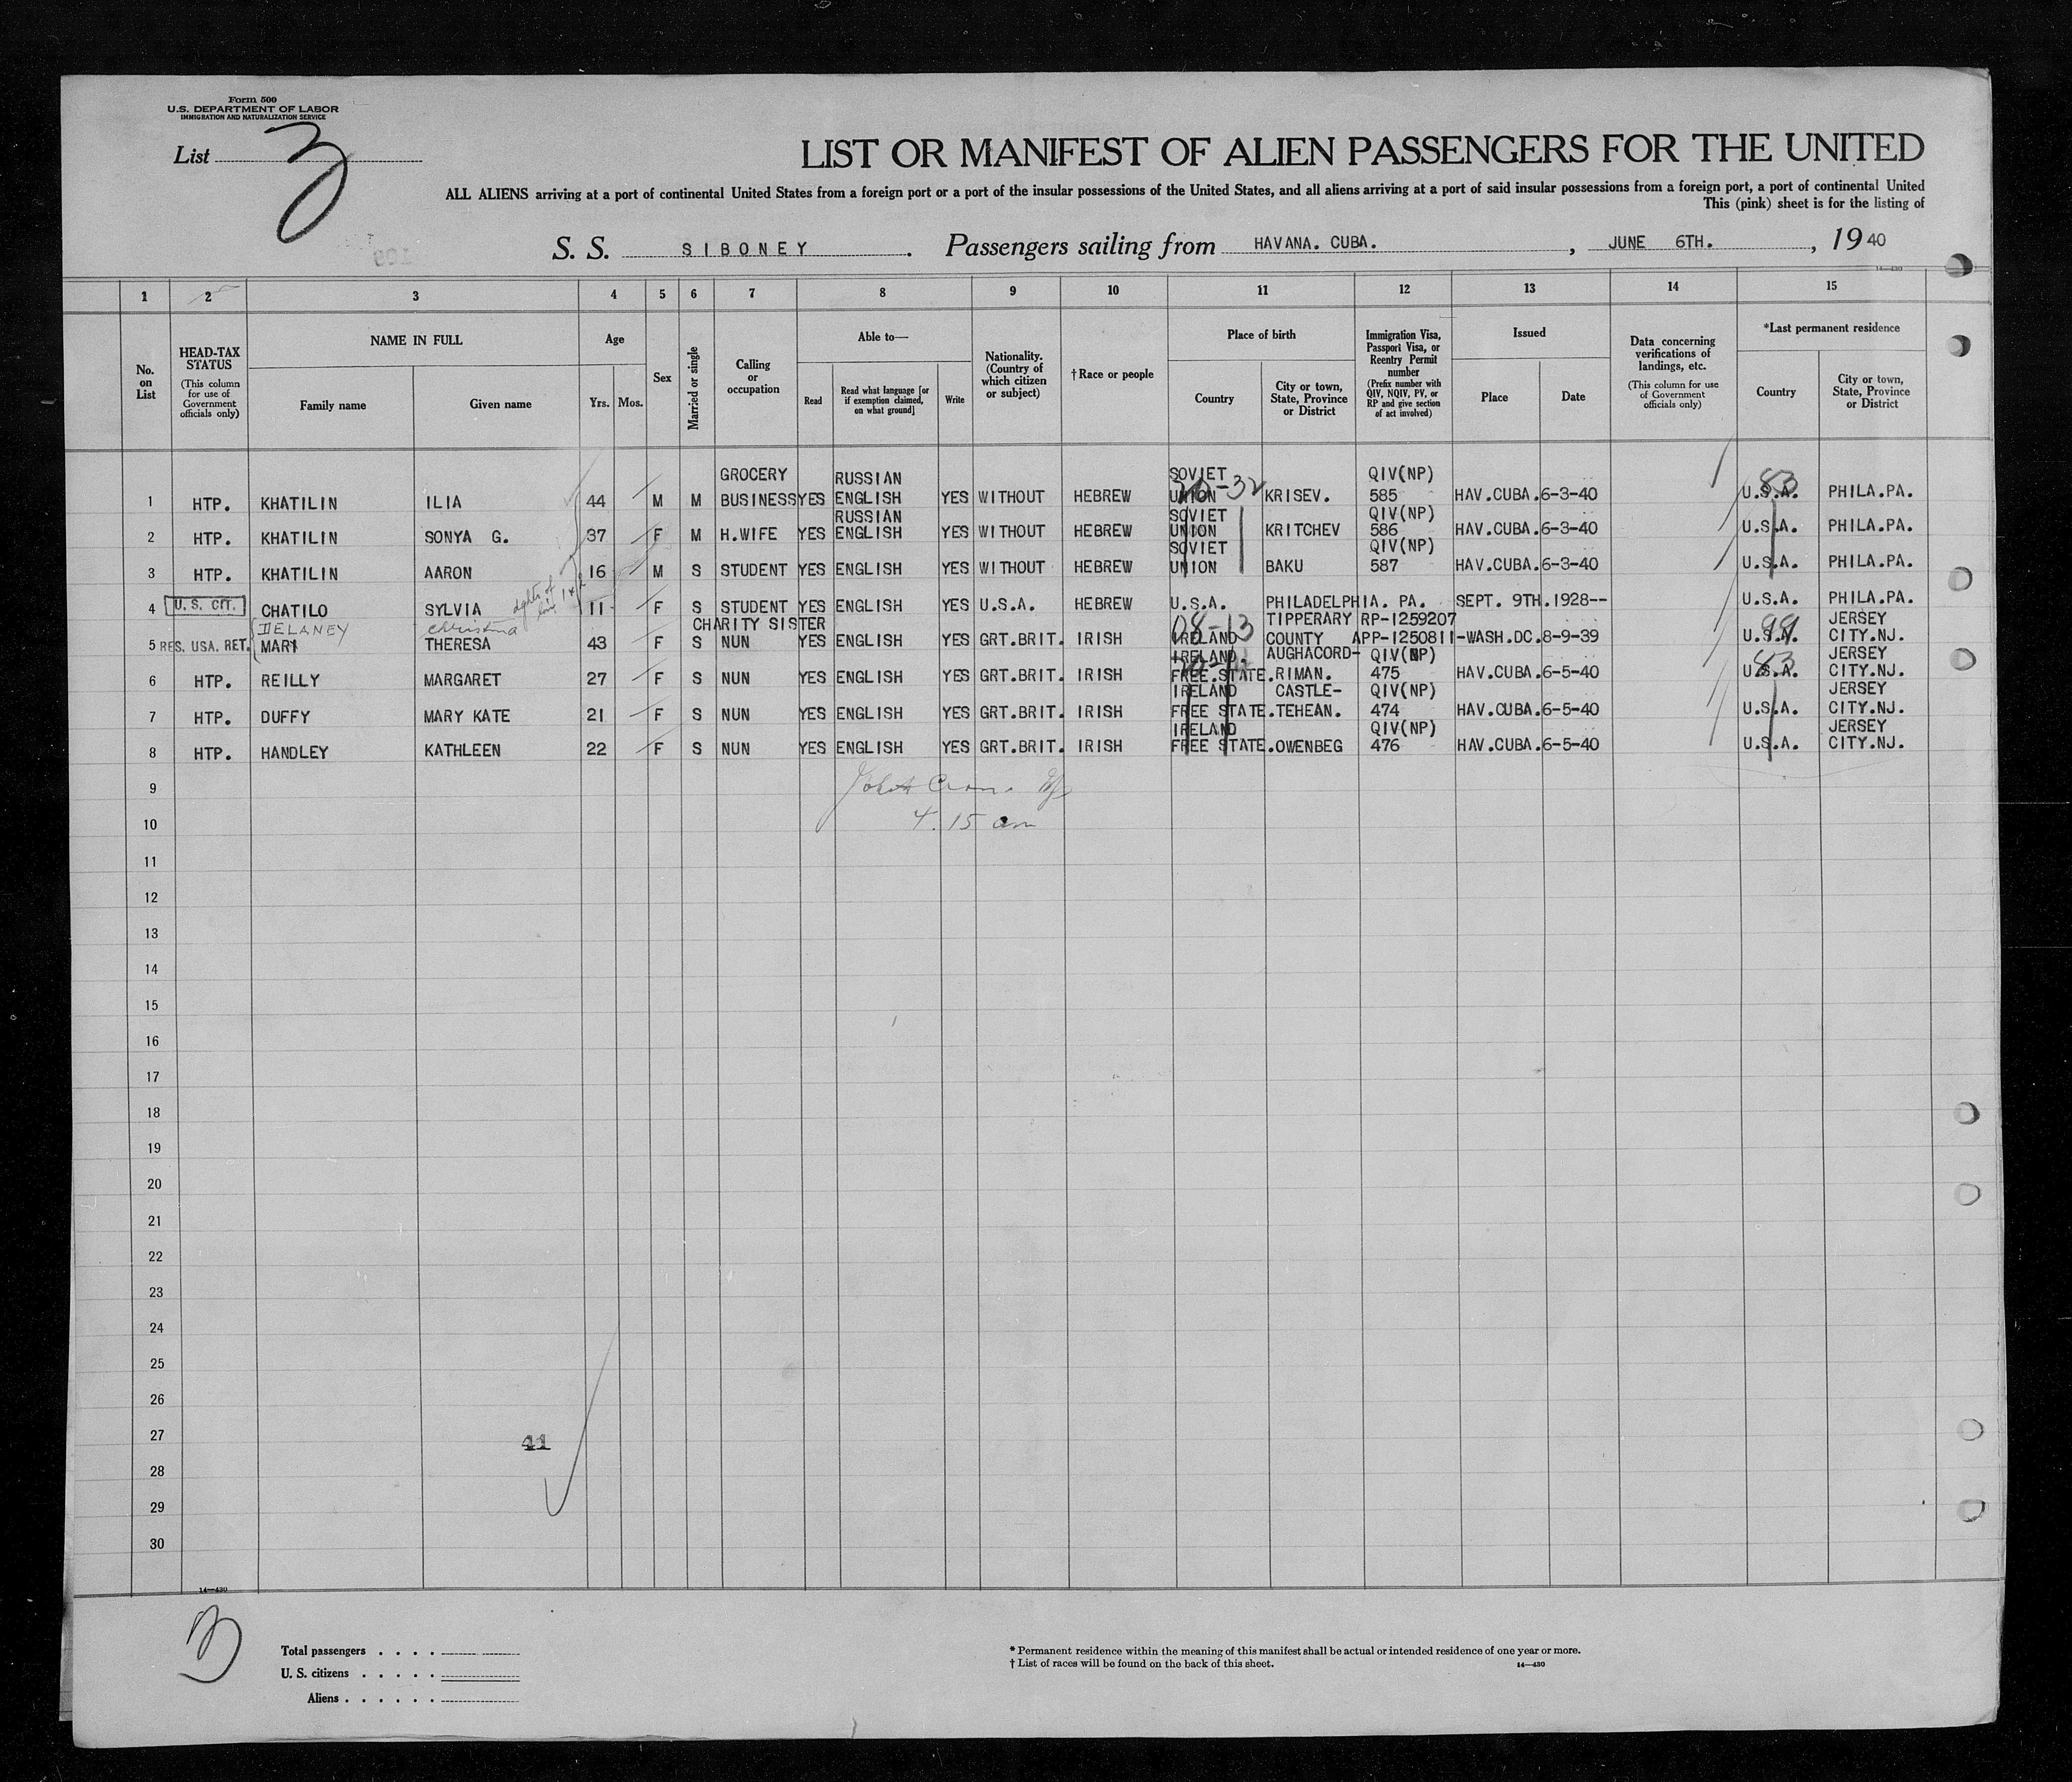 Form 500
U.S. DEPARTMENT OF LABOR
IMMIGRATION AND NATURALIZATION SERVICE
List 3
LIST OR MANIFEST OF ALIEN PASSENGERS FOR THE UNITED
ALL ALIENS arriving at a port of continental United States from a foreign port or a port of the insular possessions of the United States, and all aliens arriving at a port of said insular possessions from a foreign port, a port of continental United
This (pink) sheet is for the listing of
S. S. SIBONEY. Passengers sailing from HAVANA. CUBA., JUNE 6TH., 1940
14—430
1 2 3 4 5 6 7 8 9 10 11 12 13 14 15
No. on List
HEAD-TAX STATUS (This column for use of Government officials only)
NAME IN FULL
Family name Given name
Age
Yrs. Mos.
Sex
Married or single
Calling or occupation
Able to—
Read Read what language [or if exemption claimed, on what ground] Write
Nationality. (Country of which citizen or subject)
†Race or people
Place of birth
Country City or town, State, Province or District
Immigration Visa, Passport Visa, or Reentry Permit number (Prefix number with QIV, NQIV, PV, or RP and give section of act involved)
Issued
Place Date
Data concerning verifications of landings, etc. (This column for use of Government officials only)
*Last permanent residence
Country City or town, State, Province or District
GROCERY RUSSIAN SOVIET QIV(NP)
1 HTP. KHATILIN ILIA 44 M M BUSINESS YES ENGLISH YES WITHOUT HEBREW UNION KRISEV. 585 HAV.CUBA. 6-3-40 U.S.A. PHILA.PA.
RUSSIAN SOVIET QIV(NP)
2 HTP. KHATILIN SONYA G. 37 F M H.WIFE YES ENGLISH YES WITHOUT HEBREW UNION KRITCHEV 586 HAV.CUBA. 6-3-40 U.S.A. PHILA.PA.
SOVIET QIV(NP)
3 HTP. KHATILIN AARON 16 M S STUDENT YES ENGLISH YES WITHOUT HEBREW UNION BAKU 587 HAV.CUBA. 6-3-40 U.S.A. PHILA.PA.
4 U.S. CIT. CHATILO SYLVIA 11 F S STUDENT YES ENGLISH YES U.S.A. HEBREW U.S.A. PHILADELPHIA. PA. SEPT. 9TH.1928-- U.S.A. PHILA.PA.
DELANEY Christina CHARITY SISTER 08-13 TIPPERARY RP-1259207 99 JERSEY
5 RES. USA. RET. MARY THERESA 43 F S NUN YES ENGLISH YES GRT.BRIT. IRISH IRELAND COUNTY APP-1250811-WASH.DC. 8-9-39 U.S.A. CITY.NJ.
IRELAND AUGHACORD- QIV(NP) 83 JERSEY
6 HTP. REILLY MARGARET 27 F S NUN YES ENGLISH YES GRT.BRIT. IRISH FREE.STATE.RIMAN. 475 HAV.CUBA. 6-5-40 U.S.A. CITY.NJ.
IRELAND CASTLE- QIV(NP) JERSEY
7 HTP. DUFFY MARY KATE 21 F S NUN YES ENGLISH YES GRT.BRIT. IRISH FREE STATE.TEHEAN. 474 HAV.CUBA. 6-5-40 U.S.A. CITY.NJ.
IRELAND QIV(NP) JERSEY
8 HTP. HANDLEY KATHLEEN 22 F S NUN YES ENGLISH YES GRT.BRIT. IRISH FREE STATE.OWENBEG 476 HAV.CUBA. 6-5-40 U.S.A. CITY.NJ.
9
10 4.15 am
11
12
13
14
15
16
17
18
19
20
21
22
23
24
25
26
27 41
28
29
30
14—430
3
Total passengers . . . .
U. S. citizens . . . . .
Aliens . . . . . .
* Permanent residence within the meaning of this manifest shall be actual or intended residence of one year or more.
† List of races will be found on the back of this sheet. 14—430